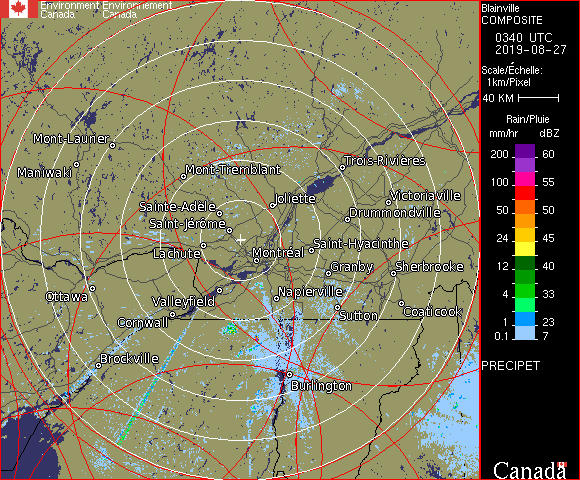 Environment Environnement
Canada Canada
Blainville
COMPOSITE
0340 UTC
2019-08-27
Scale/Échelle:
1km/Pixel
40 KM
Rain/Pluie
mm/hr dBZ
200 60
100 55
50 50
24 45
12 40
4 33
2 30
1 23
0.1 7
PRECIPET
Canada
Mont-Laurier
Maniwaki
Mont-Tremblant
Trois-Rivières
Joliette
Victoriaville
Sainte-Adèle
Drummondville
Saint-Jérôme
Saint-Hyacinthe
Lachute
Montréal
Granby
Sherbrooke
Ottawa
Valleyfield
Napierville
Cornwall
Sutton
Coaticook
Brockville
Burlington